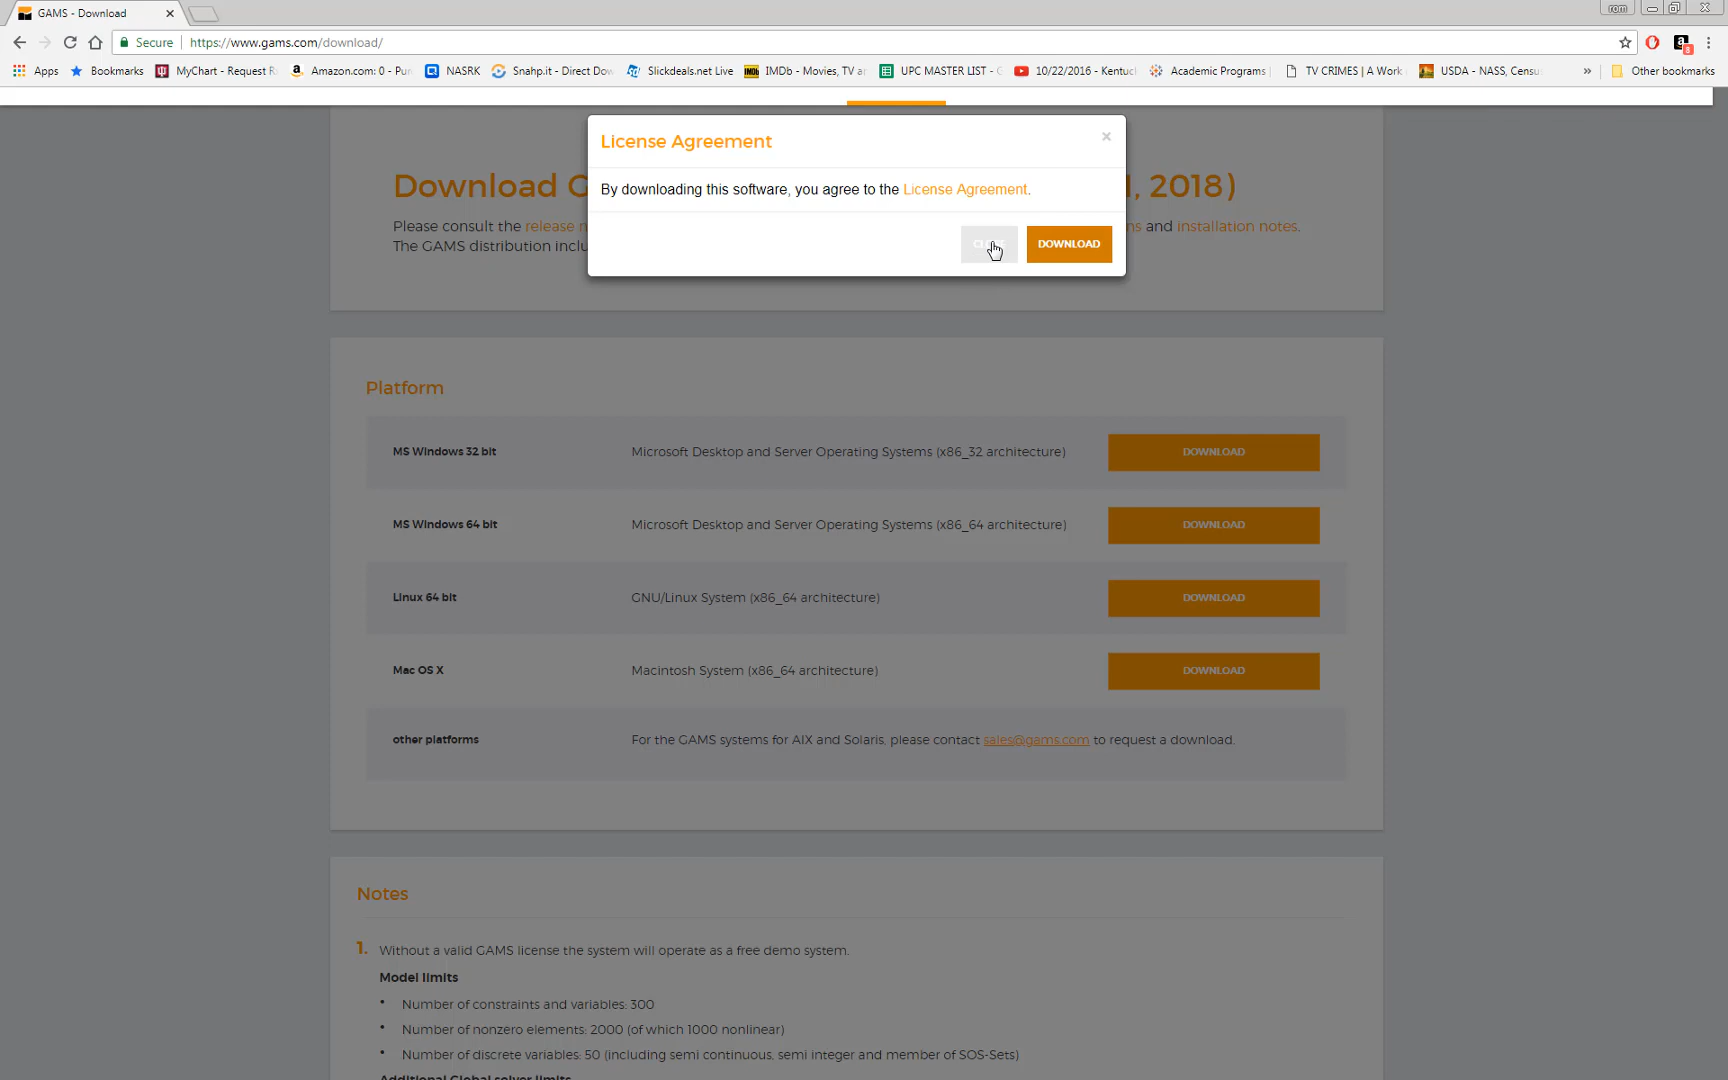 GAMS - Download
rom
Secure
https://www.gams.com/download/
8
Apps
Bookmarks
MyChart - Request R
Amazon.com: 0 - Pun
NASRK
Snahp.it - Direct Dow
Slickdeals.net Live
IMDb - Movies, TV a
UPC MASTER LIST - G
10/22/2016 - Kentuc
Academic Programs
TV CRIMES | A Work
USDA - NASS, Censu
»
Other bookmarks
License Agreement
×
By downloading this software, you agree to the License Agreement.
DOWNLOAD
Download G
1, 2018)
Please consult the release n
ns and installation notes.
The GAMS distribution inclu
Platform
MS Windows 32 bit
Microsoft Desktop and Server Operating Systems (x86_32 architecture)
DOWNLOAD
MS Windows 64 bit
Microsoft Desktop and Server Operating Systems (x86_64 architecture)
DOWNLOAD
Linux 64 bit
GNU/Linux System (x86_64 architecture)
DOWNLOAD
Mac OS X
Macintosh System (x86_64 architecture)
DOWNLOAD
other platforms
For the GAMS systems for AIX and Solaris, please contact sales@gams.com to request a download.
Notes
1. Without a valid GAMS license the system will operate as a free demo system.
Model limits
• Number of constraints and variables: 300
• Number of nonzero elements: 2000 (of which 1000 nonlinear)
• Number of discrete variables: 50 (including semi continuous, semi integer and member of SOS-Sets)
Additional Global solver limits